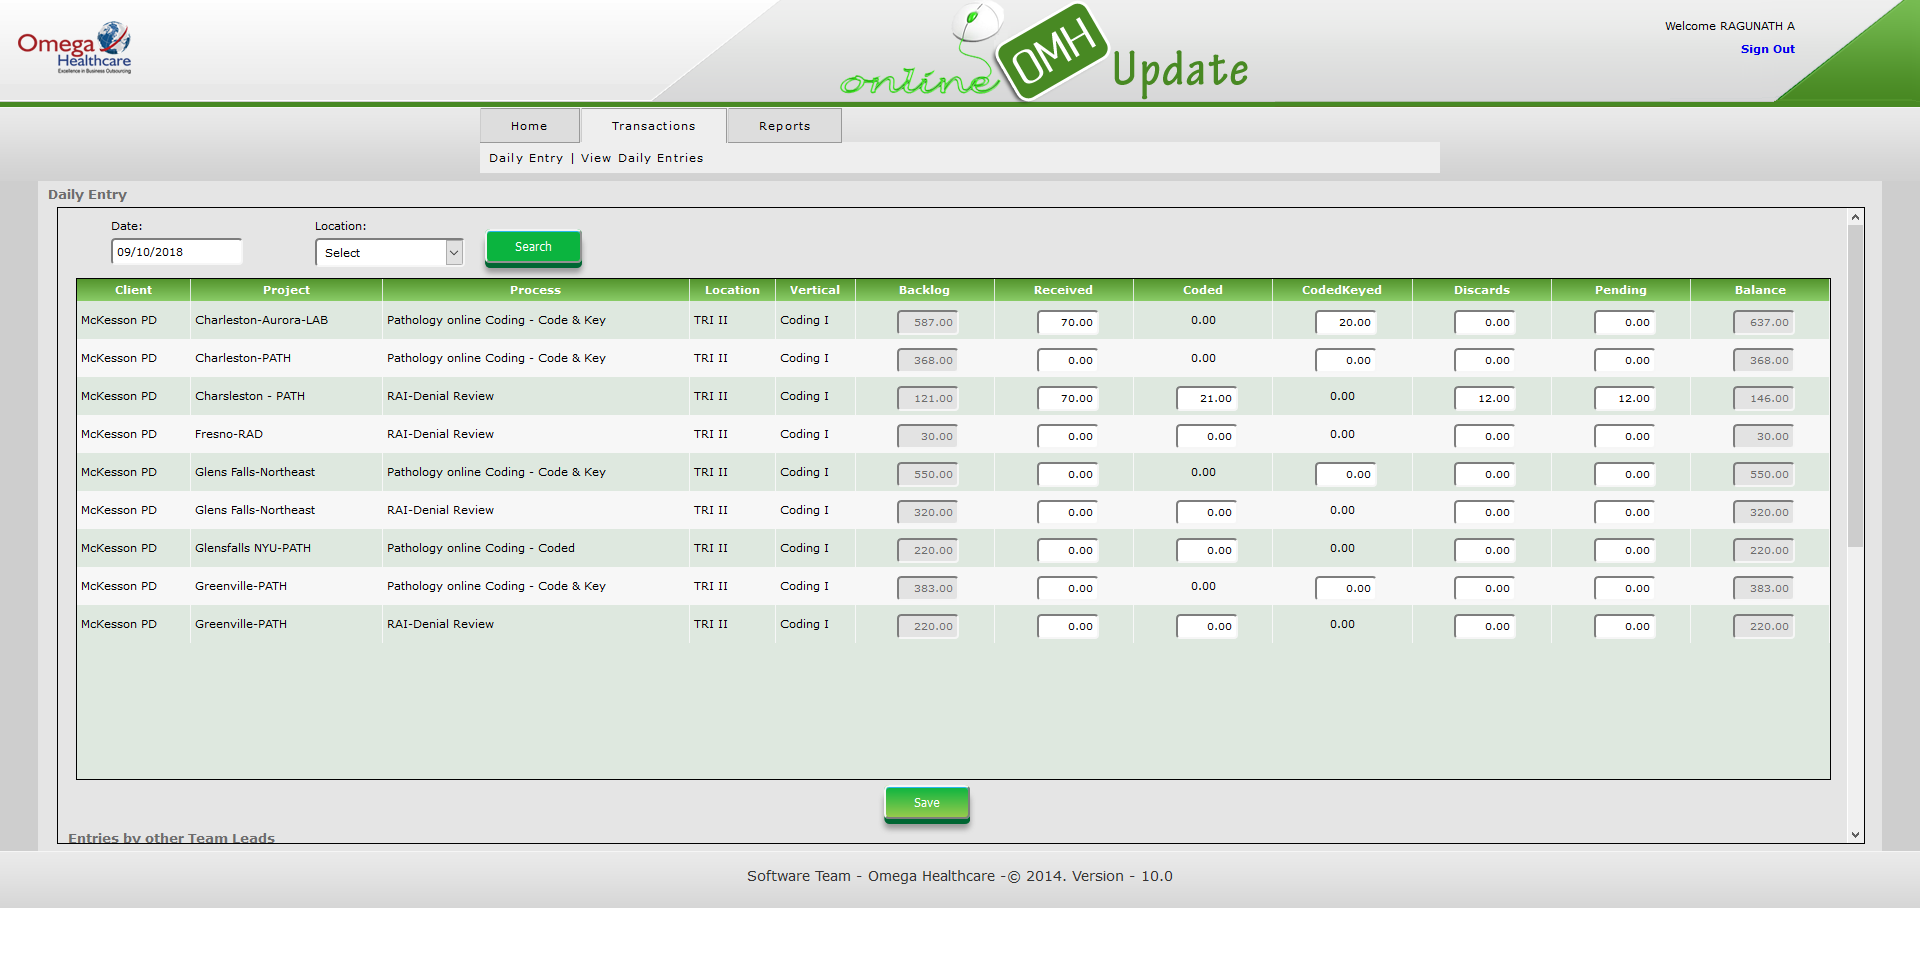 Omega
Healthcare
Excellence in Business Outsourcing
online OMH Update
Welcome RAGUNATH A
Sign Out
Home Transactions Reports
Daily Entry | View Daily Entries
Daily Entry
Date: Location:
09/10/2018 Select Search
Client Project Process Location Vertical Backlog Received Coded CodedKeyed Discards Pending Balance
McKesson PD Charleston-Aurora-LAB Pathology online Coding - Code & Key TRI II Coding I 587.00 70.00 0.00 20.00 0.00 0.00 637.00
McKesson PD Charleston-PATH Pathology online Coding - Code & Key TRI II Coding I 368.00 0.00 0.00 0.00 0.00 0.00 368.00
McKesson PD Charsleston - PATH RAI-Denial Review TRI II Coding I 121.00 70.00 21.00 0.00 12.00 12.00 146.00
McKesson PD Fresno-RAD RAI-Denial Review TRI II Coding I 30.00 0.00 0.00 0.00 0.00 0.00 30.00
McKesson PD Glens Falls-Northeast Pathology online Coding - Code & Key TRI II Coding I 550.00 0.00 0.00 0.00 0.00 0.00 550.00
McKesson PD Glens Falls-Northeast RAI-Denial Review TRI II Coding I 320.00 0.00 0.00 0.00 0.00 0.00 320.00
McKesson PD Glensfalls NYU-PATH Pathology online Coding - Coded TRI II Coding I 220.00 0.00 0.00 0.00 0.00 0.00 220.00
McKesson PD Greenville-PATH Pathology online Coding - Code & Key TRI II Coding I 383.00 0.00 0.00 0.00 0.00 0.00 383.00
McKesson PD Greenville-PATH RAI-Denial Review TRI II Coding I 220.00 0.00 0.00 0.00 0.00 0.00 220.00
Save
Entries by other Team Leads
Software Team - Omega Healthcare -© 2014. Version - 10.0